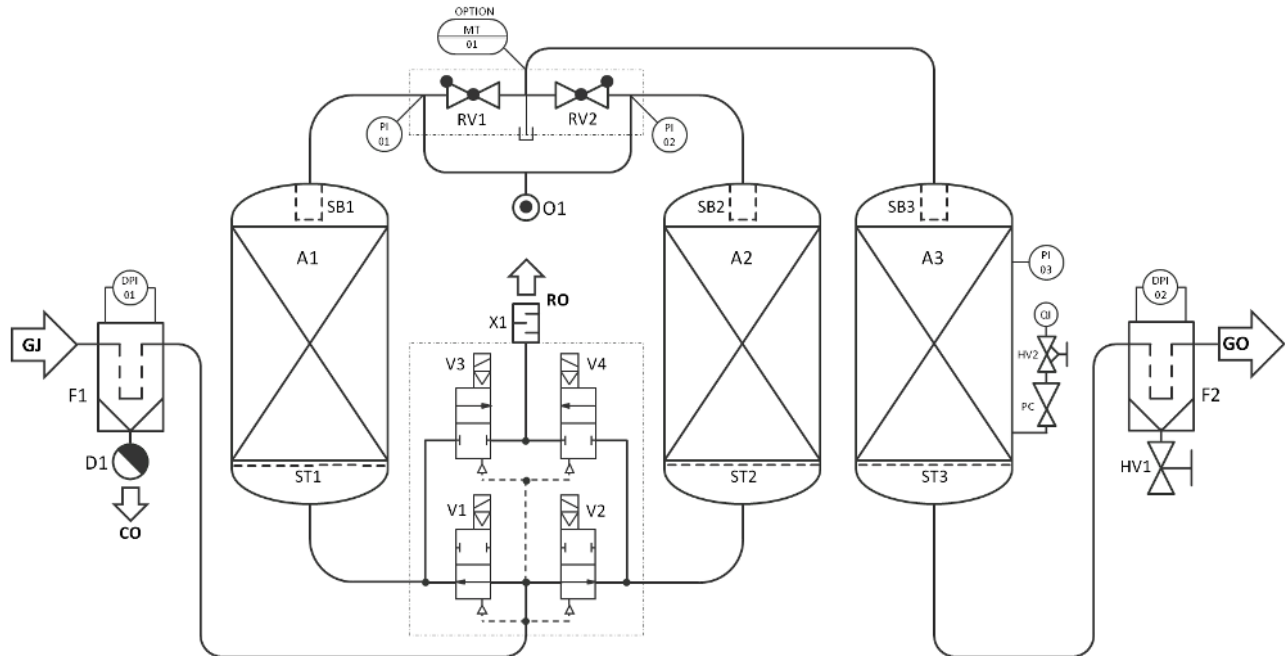 OPTION
MT
01
RV1
RV2
PI
01
PI
02
SB1
O1
SB2
SB3
A1
A2
A3
PI
03
DPI
01
DPI
02
RO
X1
GJ
GO
QI
HV2
V3
V4
F1
PC
F2
D1
ST1
ST2
ST3
HV1
V1
V2
CO